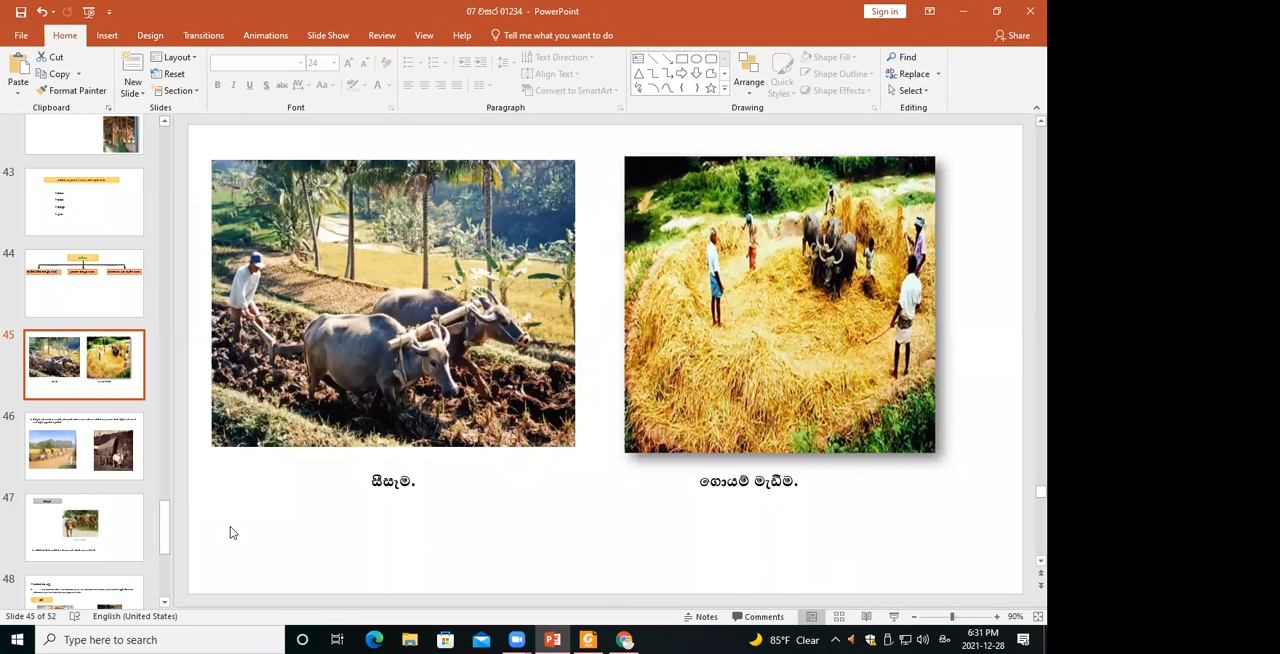 07 වසර 01234 - PowerPoint
Sign in
File Home Insert Design Transitions Animations Slide Show Review View Help Tell me what you want to do Share
Paste Cut Copy Format Painter
New Slide Layout Reset Section
24
Text Direction Align Text Convert to SmartArt
Arrange Quick Styles Shape Fill Shape Outline Shape Effects
Find Replace Select
Clipboard Slides Font Paragraph Drawing Editing
43
44
45
46
47
48
සීසෑම.
ගොයම් මැඩීම.
Slide 45 of 52 English (United States) Notes Comments 90%
Type here to search
85°F Clear
6:31 PM
2021-12-28